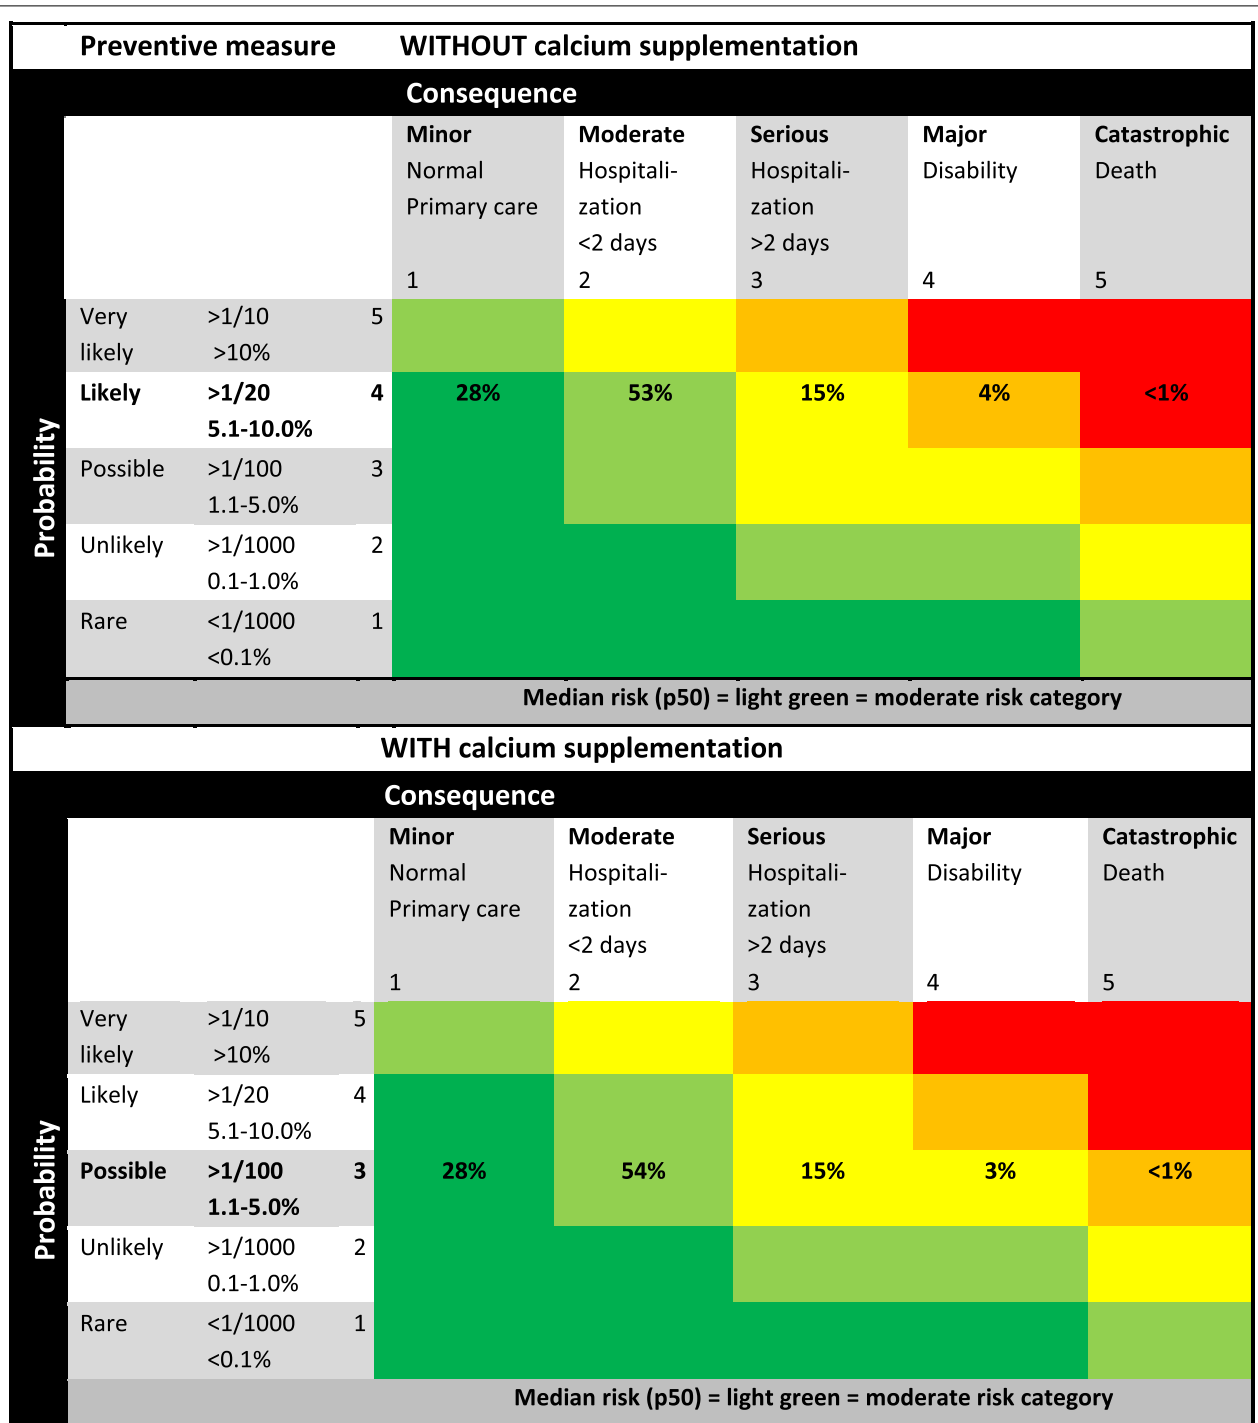 Preventive measure WITHOUT calcium supplementation
Consequence
Minor Moderate Serious Major Catastrophic
Normal Hospitali- Hospitali- Disability Death
Primary care zation zation
<2 days >2 days
1 2 3 4 5
Probability
Very >1/10 5
likely >10%
Likely >1/20 4 28% 53% 15% 4% <1%
5.1-10.0%
Possible >1/100 3
1.1-5.0%
Unlikely >1/1000 2
0.1-1.0%
Rare <1/1000 1
<0.1%
Median risk (p50) = light green = moderate risk category
WITH calcium supplementation
Consequence
Minor Moderate Serious Major Catastrophic
Normal Hospitali- Hospitali- Disability Death
Primary care zation zation
<2 days >2 days
1 2 3 4 5
Probability
Very >1/10 5
likely >10%
Likely >1/20 4
5.1-10.0%
Possible >1/100 3 28% 54% 15% 3% <1%
1.1-5.0%
Unlikely >1/1000 2
0.1-1.0%
Rare <1/1000 1
<0.1%
Median risk (p50) = light green = moderate risk category